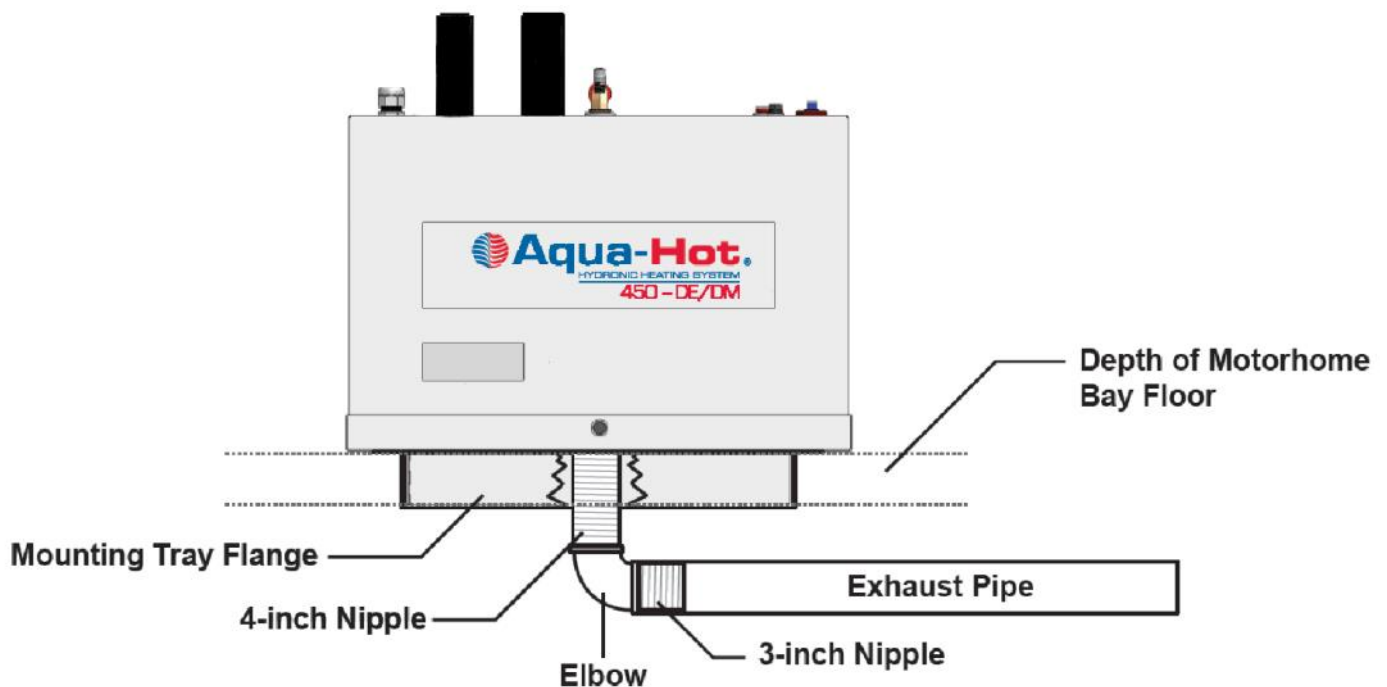 Aqua-Hot®
HYDRONIC HEATING SYSTEM
450 - DE/DM
Depth of Motorhome
Bay Floor
Mounting Tray Flange
Exhaust Pipe
4-inch Nipple
3-inch Nipple
Elbow